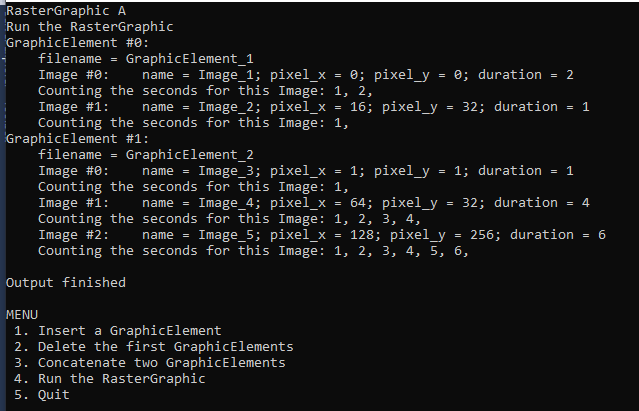 RasterGraphic A
Run the RasterGraphic
GraphicElement #0:
    filename = GraphicElement_1
    Image #0:    name = Image_1; pixel_x = 0; pixel_y = 0; duration = 2
    Counting the seconds for this Image: 1, 2,
    Image #1:    name = Image_2; pixel_x = 16; pixel_y = 32; duration = 1
    Counting the seconds for this Image: 1,
GraphicElement #1:
    filename = GraphicElement_2
    Image #0:    name = Image_3; pixel_x = 1; pixel_y = 1; duration = 1
    Counting the seconds for this Image: 1,
    Image #1:    name = Image_4; pixel_x = 64; pixel_y = 32; duration = 4
    Counting the seconds for this Image: 1, 2, 3, 4,
    Image #2:    name = Image_5; pixel_x = 128; pixel_y = 256; duration = 6
    Counting the seconds for this Image: 1, 2, 3, 4, 5, 6,

Output finished

MENU
 1. Insert a GraphicElement
 2. Delete the first GraphicElements
 3. Concatenate two GraphicElements
 4. Run the RasterGraphic
 5. Quit